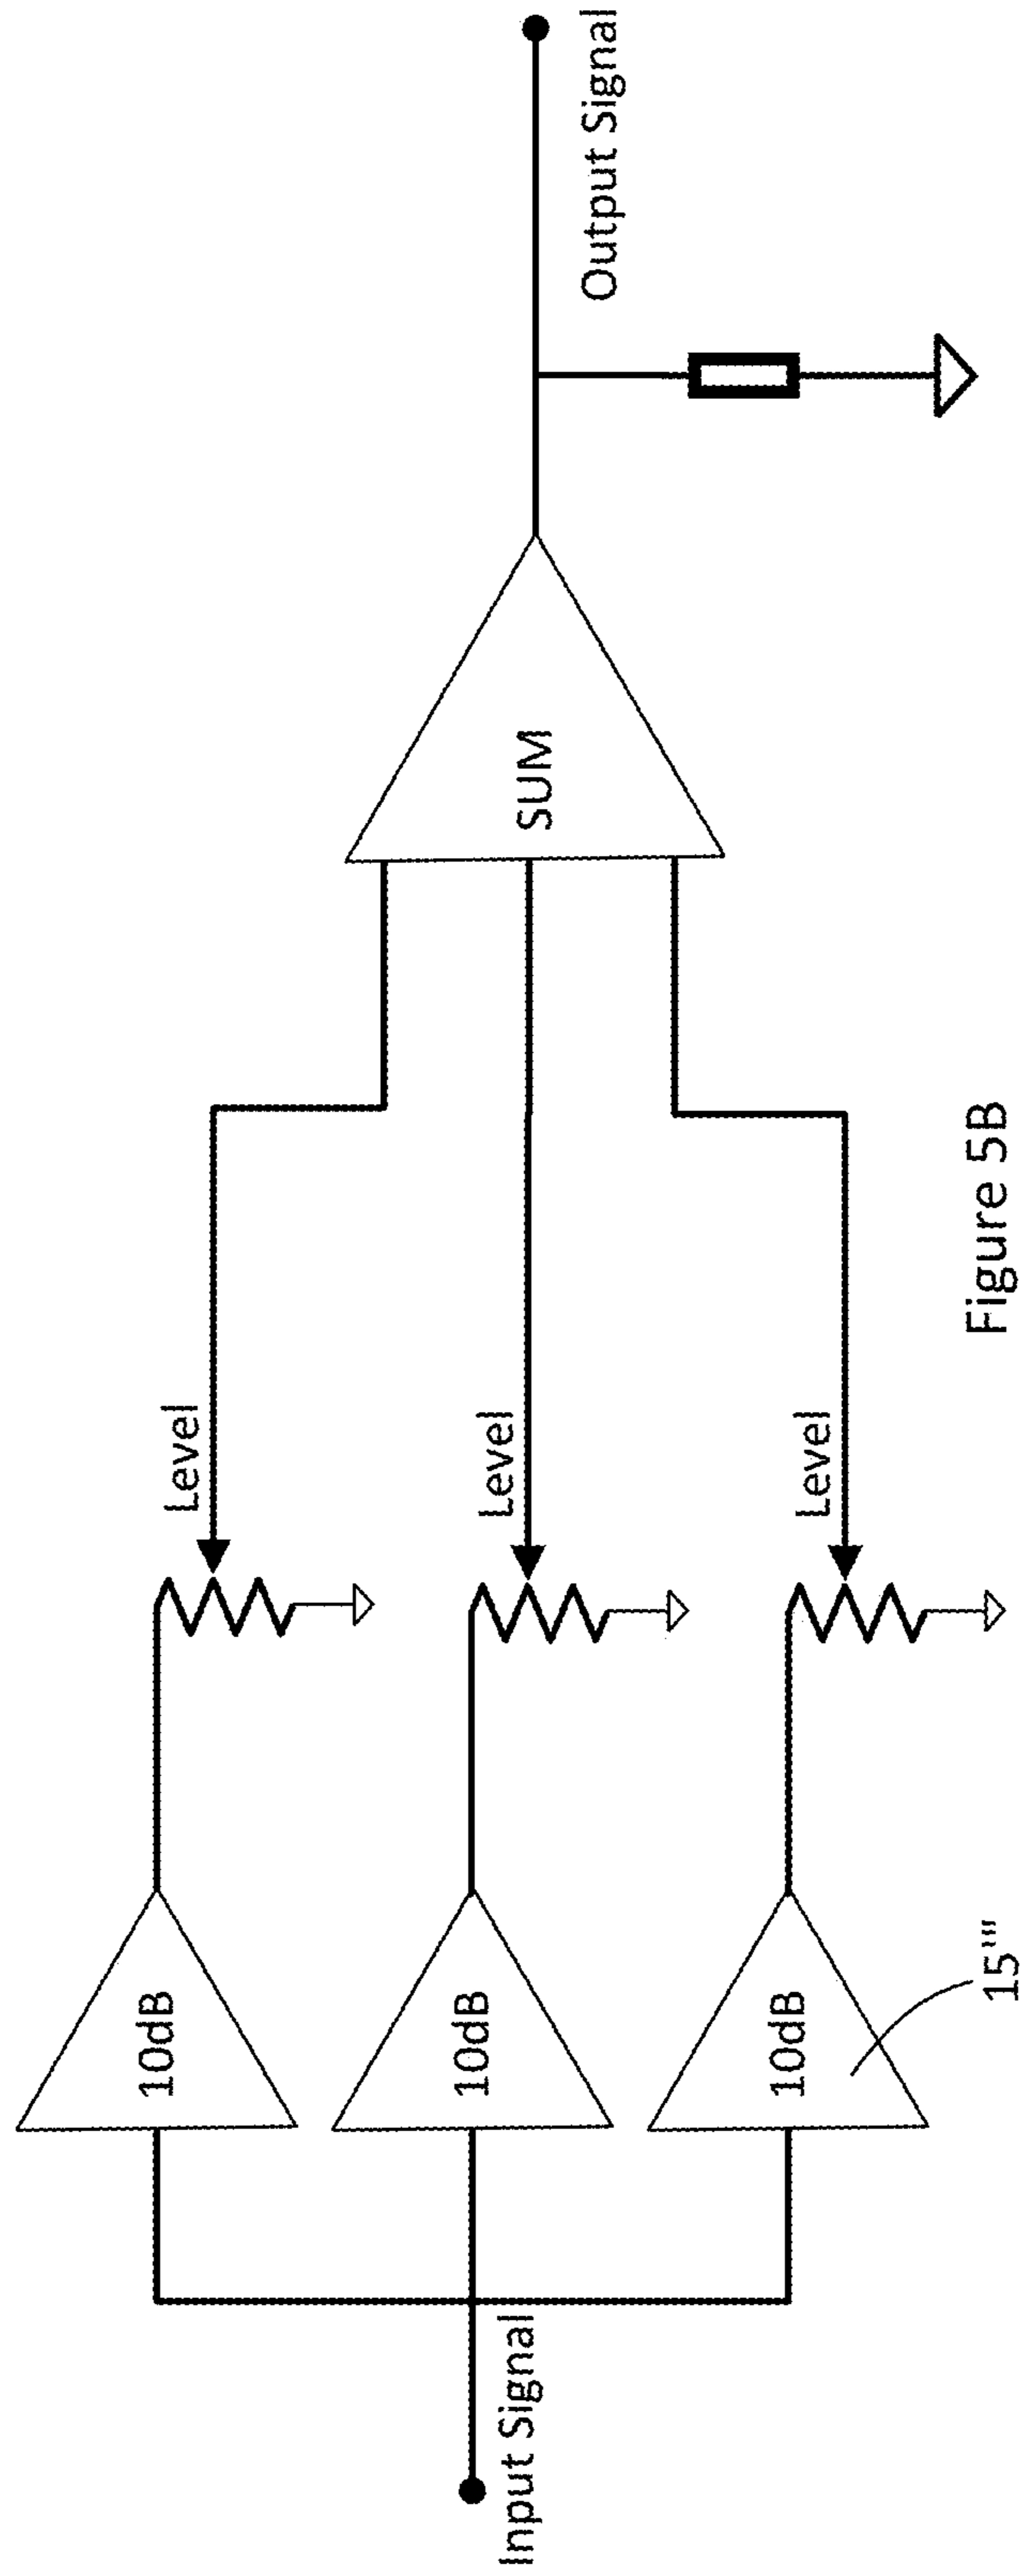 Input Signal
10dB
10dB
10dB
15'''
Level
Level
Level
SUM
Output Signal
Figure 5B